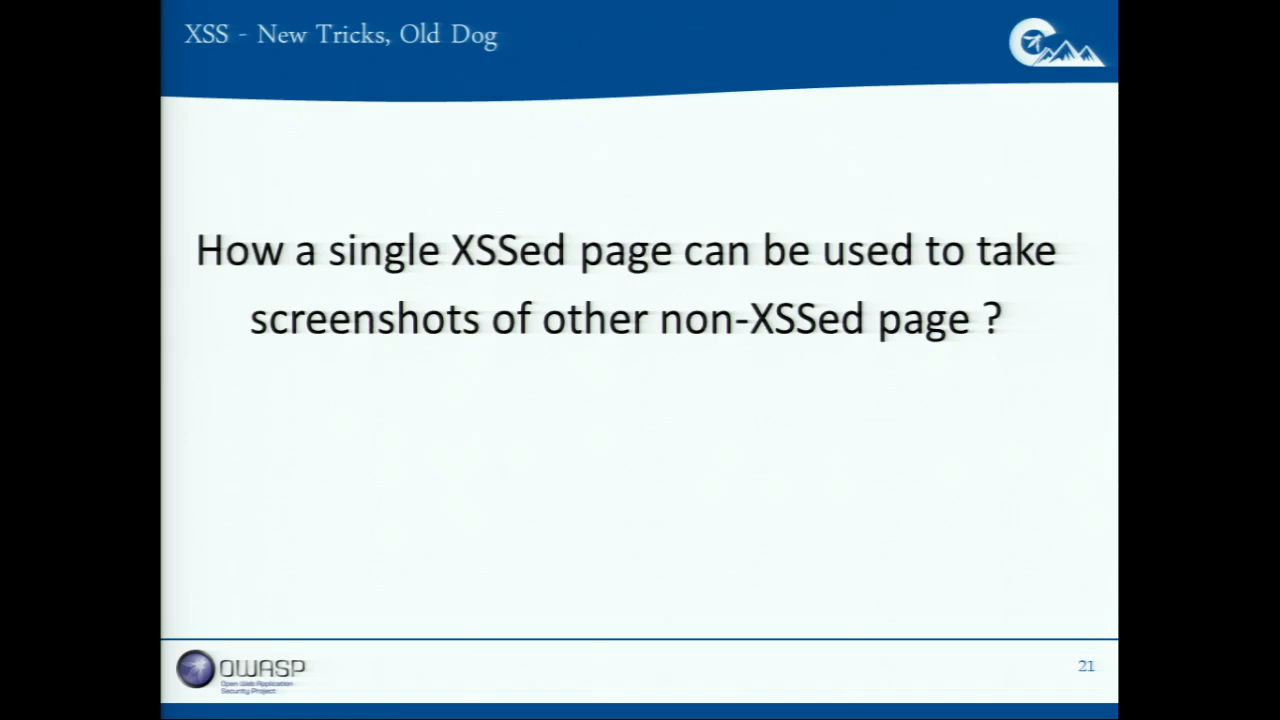 XSS - New Tricks, Old Dog
How a single XSSed page can be used to take
screenshots of other non-XSSed page ?
OWASP
Open Web Application
Security Project
21